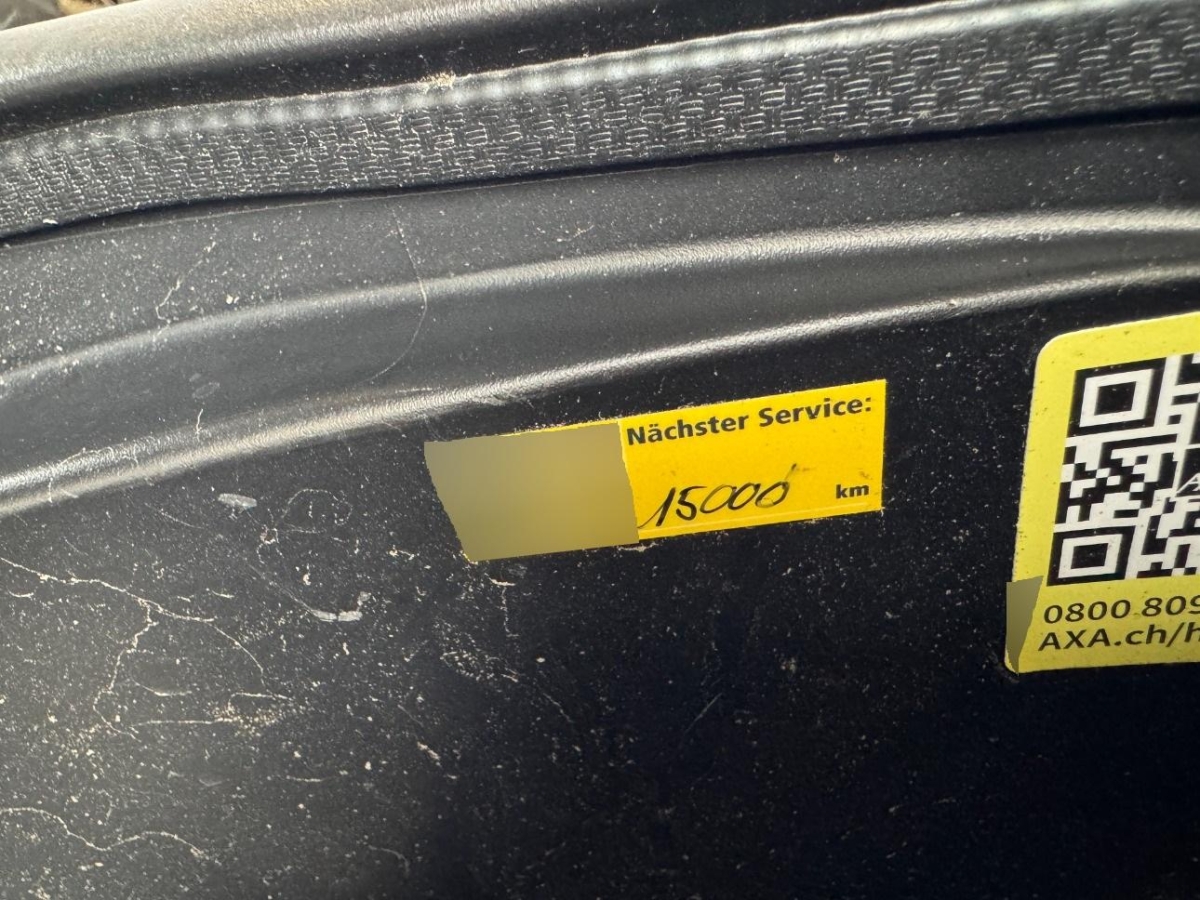 Nächster Service:
15000 km
0800 809
AXA.ch/h